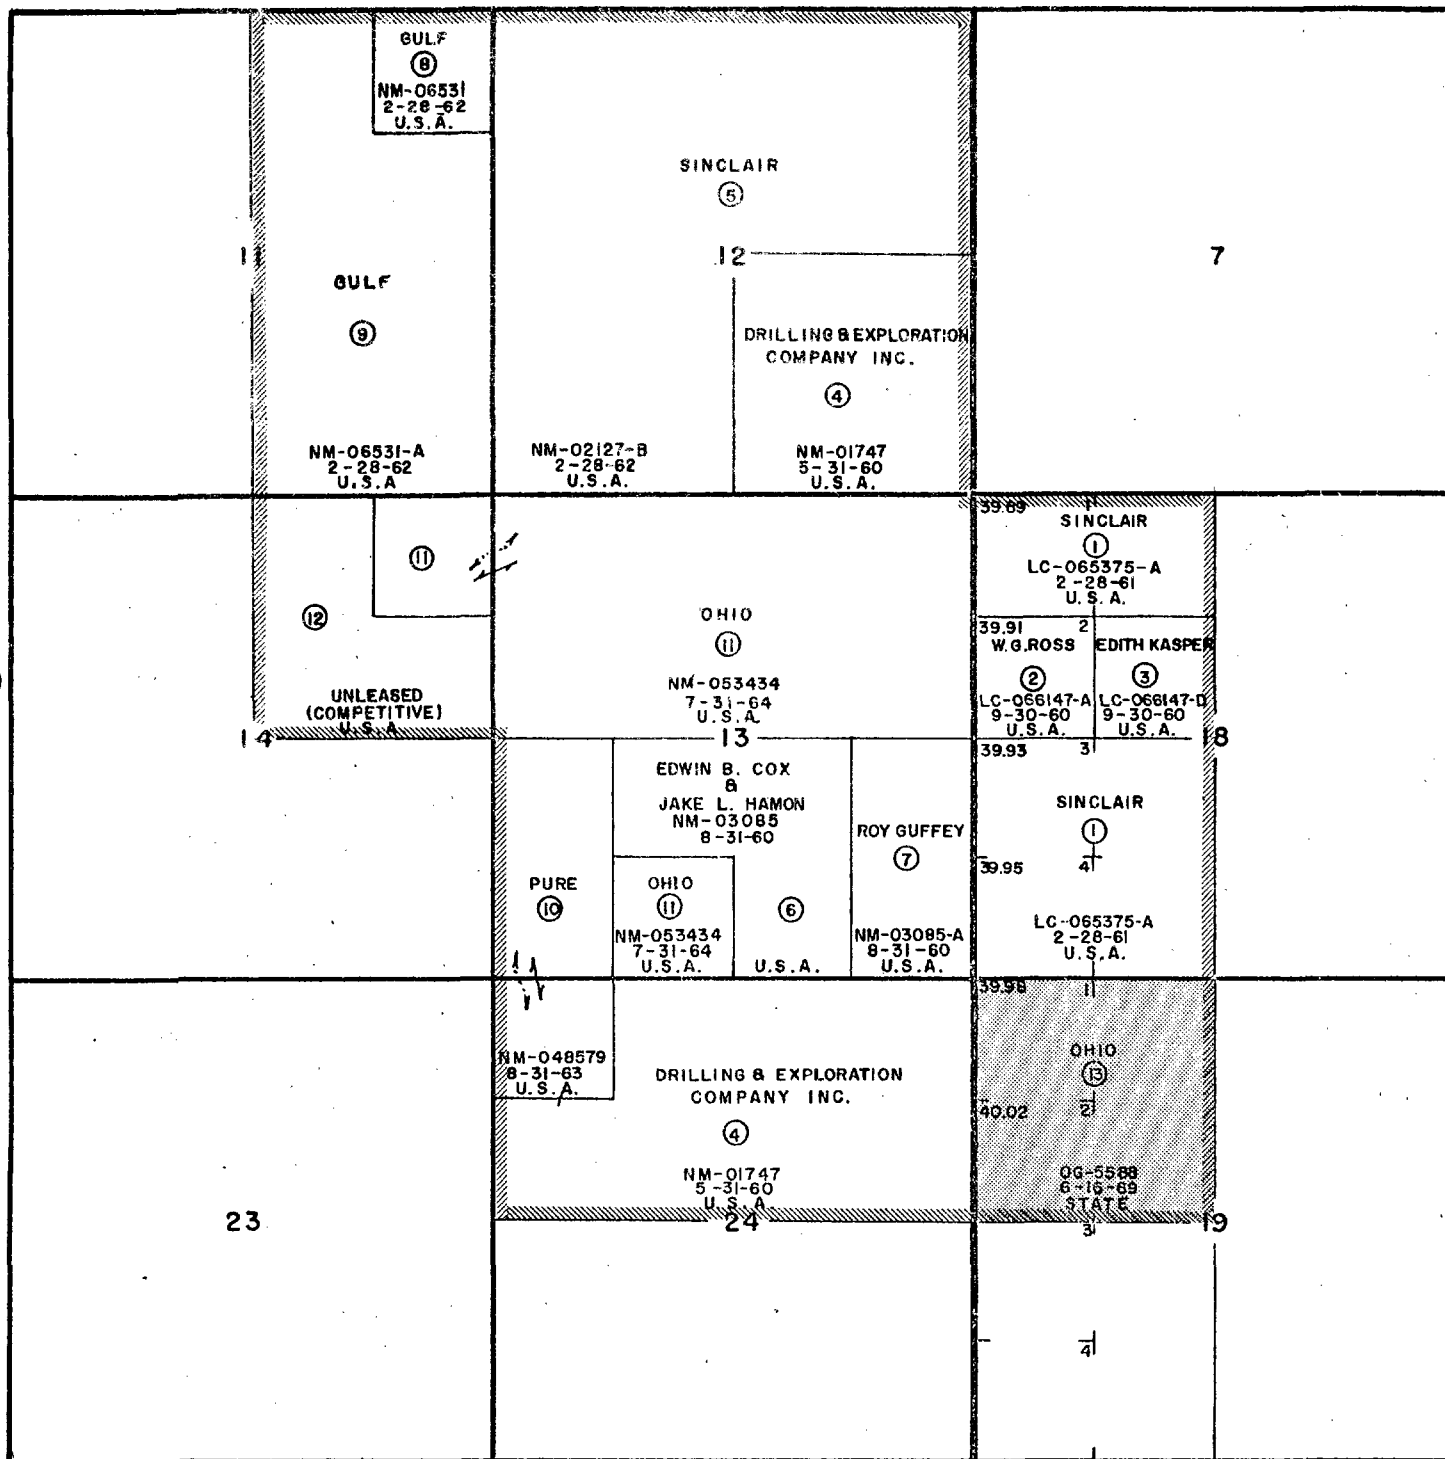 GULF
8
NM-06531
2-28-62
U.S.A.
SINCLAIR
5
11
12
7
GULF
9
DRILLING & EXPLORATION
COMPANY INC.
4
NM-06531-A
2-28-62
U.S.A
NM-02127-B
2-28-62
U.S.A.
NM-01747
5-31-60
U.S.A.
39.89
1
SINCLAIR
1
LC-065375-A
2-28-61
U.S.A.
11
12
UNLEASED
(COMPETITIVE)
U.S.A.
14
OHIO
11
NM-053434
7-31-64
U.S.A.
13
39.91
2
W.G.ROSS
2
LC-066147-A
9-30-60
U.S.A.
EDITH KASPER
3
LC-066147-D
9-30-60
U.S.A.
18
39.93
3
EDWIN B. COX
&
JAKE L. HAMON
NM-03085
8-31-60
6
U.S.A.
ROY GUFFEY
7
NM-03085-A
8-31-60
U.S.A.
SINCLAIR
1
39.95
4
LC-065375-A
2-28-61
U.S.A.
PURE
10
OHIO
11
NM-053434
7-31-64
U.S.A.
NM-048579
8-31-63
U.S.A.
DRILLING & EXPLORATION
COMPANY INC.
4
NM-01747
5-31-60
U.S.A.
39.98
1
OHIO
13
40.02
2
OG-5588
6-16-69
STATE
23
24
19
3
4